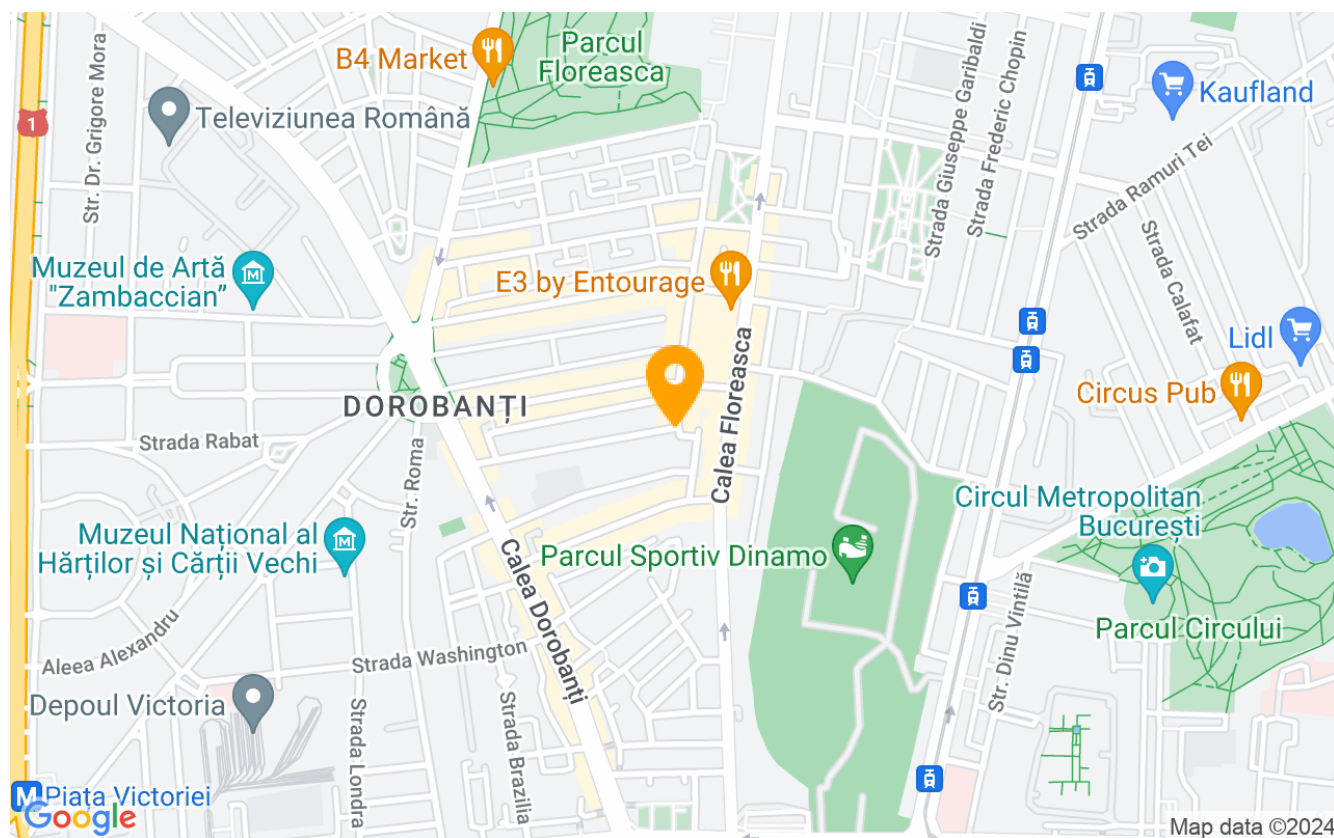 B4 Market
Parcul
Floreasca
Str. Dr. Grigore Mora
Televiziunea Română
1
Strada Giuseppe Garibaldi
Strada Frederic Chopin
Kaufland
Strada Ramuri Tei
Strada Calafat
Muzeul de Artă
"Zambaccian”
E3 by Entourage
Lidl
Calea Floreasca
Circus Pub
DOROBANȚI
Strada Rabat
Str. Roma
Circul Metropolitan
București
Muzeul Național al
Hărților și Cărții Vechi
Parcul Sportiv Dinamo
Calea Dorobanți
Str. Dinu Vintilă
Parcul Circului
Aleea Alexandru
Strada Washington
Depoul Victoria
Strada Londra
Strada Brazilia
M Piața Victoriei
Google
Map data ©2024